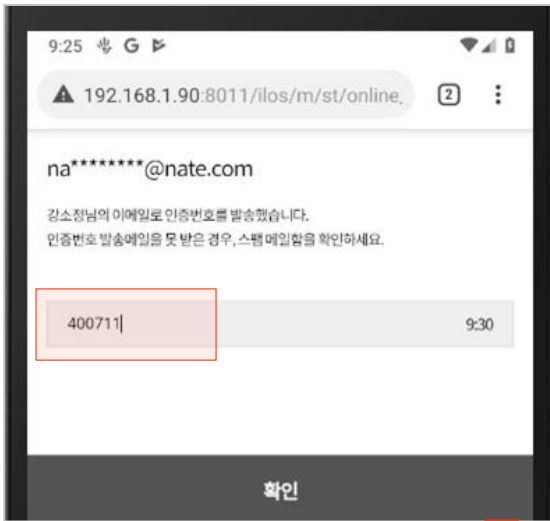 9:25 G
192.168.1.90:8011/ilos/m/st/online_
2
na********@nate.com
강소정님의 이메일로 인증번호를 발송했습니다.
인증번호 발송메일을 못 받은 경우, 스팸 메일함을 확인하세요.
400711 9:30
확인